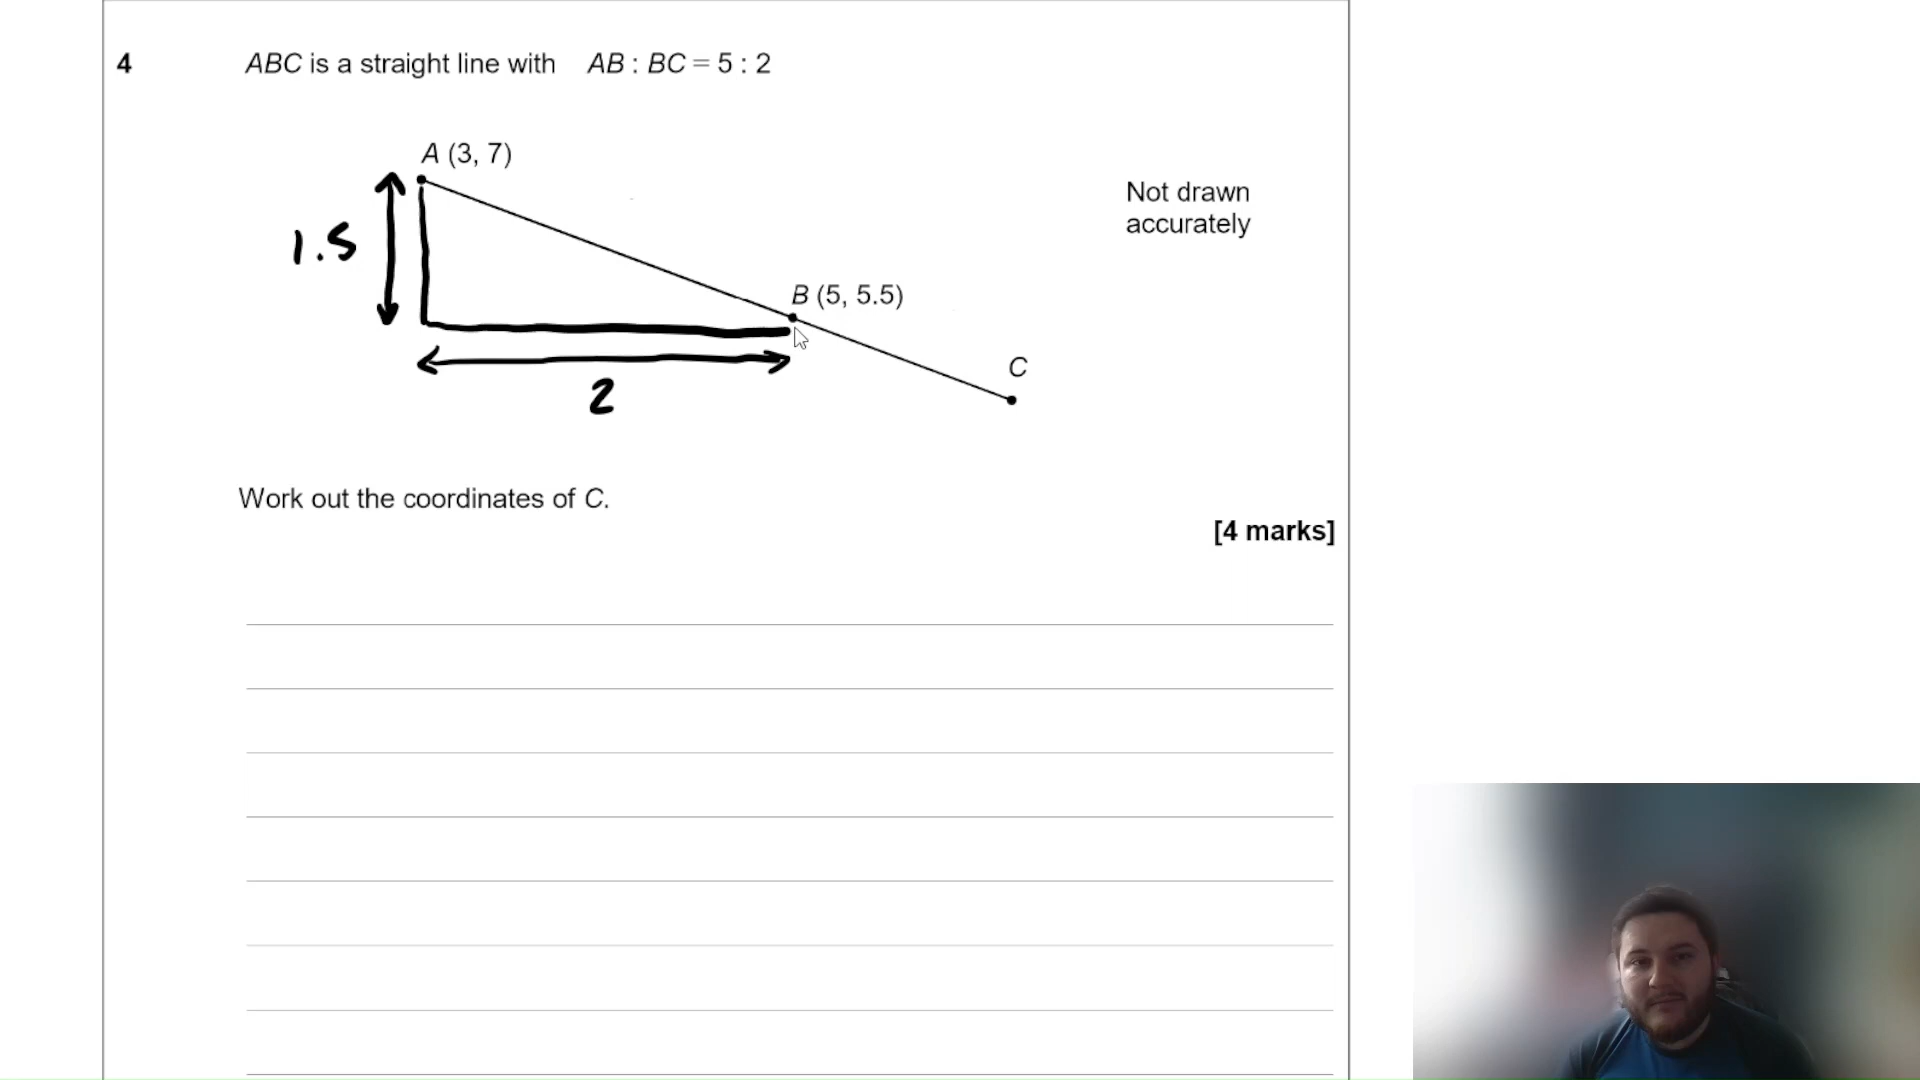 4 ABC is a straight line with AB : BC = 5 : 2
A (3, 7)
Not drawn
accurately
1.5
B (5, 5.5)
C
2
Work out the coordinates of C.
[4 marks]